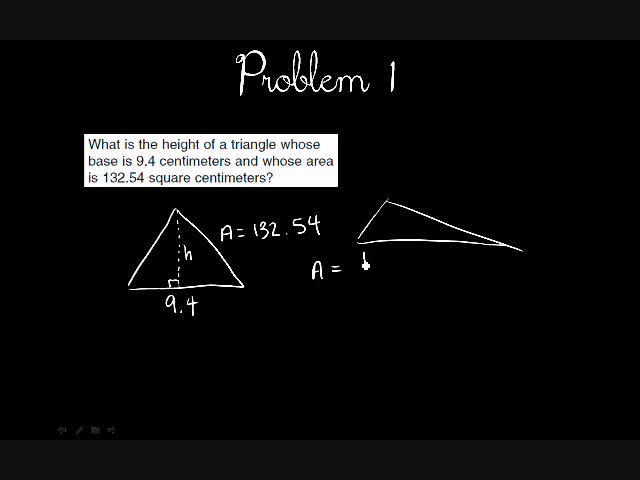 Problem 1
What is the height of a triangle whose
base is 9.4 centimeters and whose area
is 132.54 square centimeters?
A = 132.54
h
A =
9.4